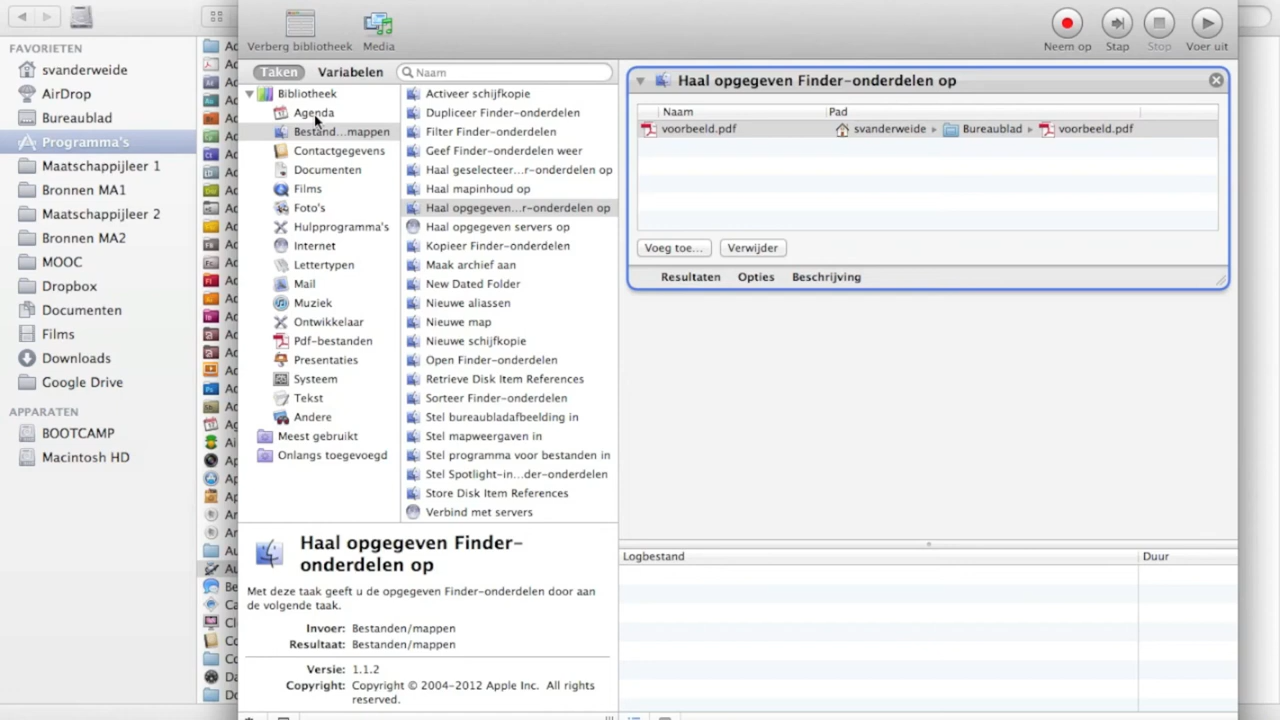 FAVORIETEN
svanderweide
AirDrop
Bureaublad
Programma's
Maatschappijleer 1
Bronnen MA1
Maatschappijleer 2
Bronnen MA2
MOOC
Dropbox
Documenten
Films
Downloads
Google Drive
APPARATEN
BOOTCAMP
Macintosh HD
Verberg bibliotheek
Media
Neem op
Stap
Stop
Voer uit
Taken
Variabelen
Naam
Bibliotheek
Agenda
Bestand...mappen
Contactgegevens
Documenten
Films
Foto's
Hulpprogramma's
Internet
Lettertypen
Mail
Muziek
Ontwikkelaar
Pdf-bestanden
Presentaties
Systeem
Tekst
Andere
Meest gebruikt
Onlangs toegevoegd
Activeer schijfkopie
Dupliceer Finder-onderdelen
Filter Finder-onderdelen
Geef Finder-onderdelen weer
Haal geselecteer...r-onderdelen op
Haal mapinhoud op
Haal opgegeven...r-onderdelen op
Haal opgegeven servers op
Kopieer Finder-onderdelen
Maak archief aan
New Dated Folder
Nieuwe aliassen
Nieuwe map
Nieuwe schijfkopie
Open Finder-onderdelen
Retrieve Disk Item References
Sorteer Finder-onderdelen
Stel bureaubladafbeelding in
Stel mapweergaven in
Stel programma voor bestanden in
Stel Spotlight-in...der-onderdelen
Store Disk Item References
Verbind met servers
Haal opgegeven Finder-
onderdelen op
Met deze taak geeft u de opgegeven Finder-onderdelen door aan
de volgende taak.
Invoer: Bestanden/mappen
Resultaat: Bestanden/mappen
Versie: 1.1.2
Copyright: Copyright © 2004-2012 Apple Inc. All rights
reserved.
Haal opgegeven Finder-onderdelen op
Naam Pad
voorbeeld.pdf svanderweide ▸ Bureaublad ▸ voorbeeld.pdf
Voeg toe... Verwijder
Resultaten Opties Beschrijving
Logbestand Duur